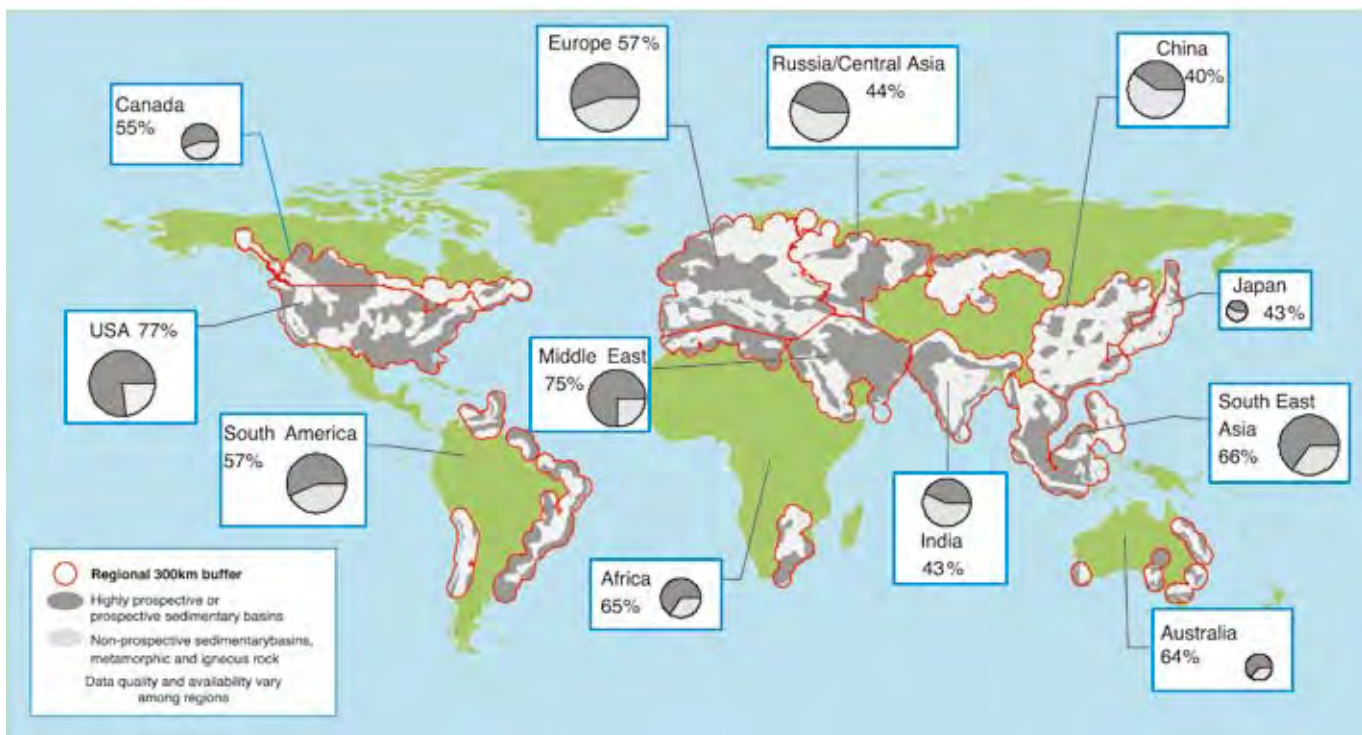 Europe 57%
Russia/Central Asia
44%
China
40%
Canada
55%
Japan
43%
USA 77%
Middle East
75%
South East
Asia
66%
South America
57%
India
43%
Africa
65%
Australia
64%
Regional 300km buffer
Highly prospective or
prospective sedimentary basins
Non-prospective sedimentarybasins,
metamorphic and igneous rock
Data quality and availability vary
among regions